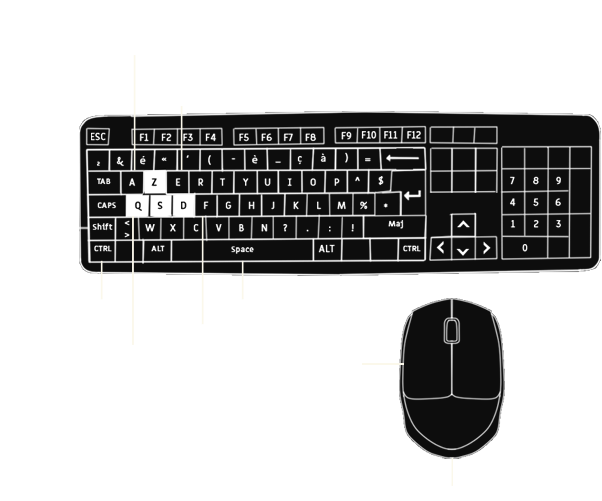 ESC F1 F2 F3 F4 F5 F6 F7 F8 F9 F10 F11 F12
² & é « ' ( - è _ ç à ) =
TAB A Z E R T Y U I O P ^ $ 7 8 9
CAPS Q S D F G H J K L M % * 4 5 6
Shift < > W X C V B N ? . : ! Maj 1 2 3
CTRL ALT Space ALT CTRL 0